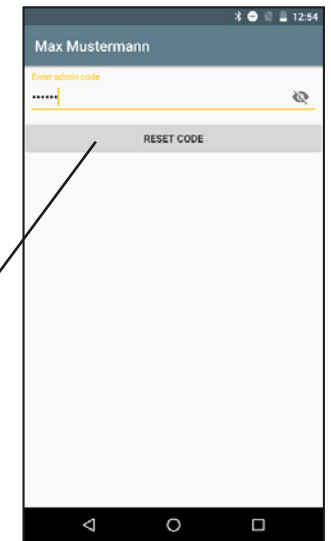 12:54
Max Mustermann
Enter admin code
••••••
RESET CODE